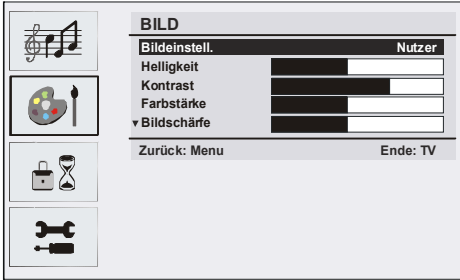 BILD
Bildeinstell. Nutzer
Helligkeit
Kontrast
Farbstärke
▼Bildschärfe
Zurück: Menu Ende: TV